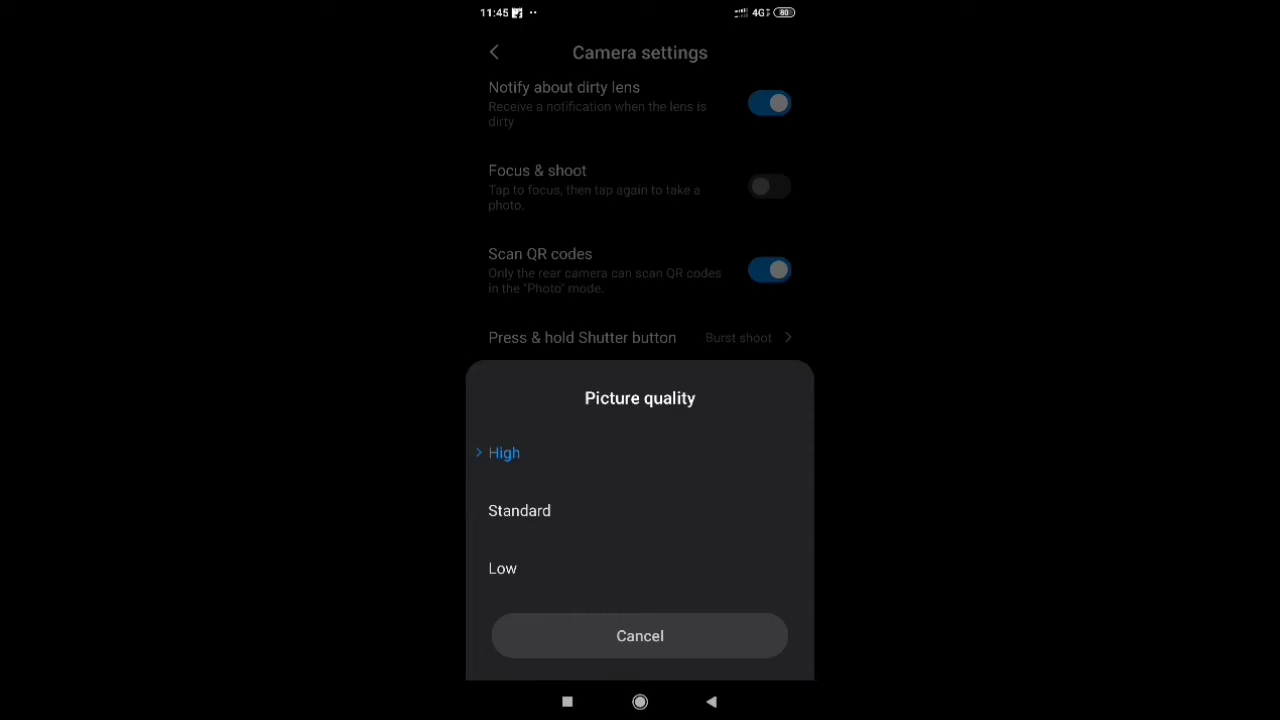 11:45 4G 80
Camera settings
Notify about dirty lens
Receive a notification when the lens is
dirty
Focus & shoot
Tap to focus, then tap again to take a
photo.
Scan QR codes
Only the rear camera can scan QR codes
in the "Photo" mode.
Press & hold Shutter button Burst shoot
Picture quality
High
Standard
Low
Cancel